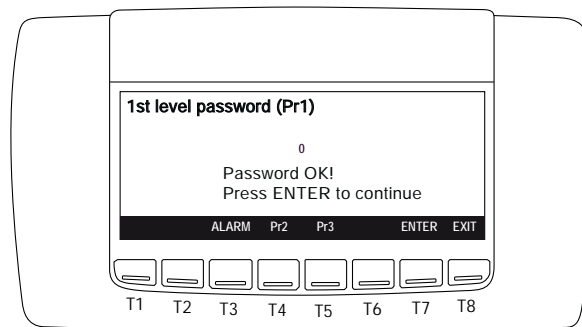 1st level password (Pr1)
0
Password OK!
Press ENTER to continue
ALARM Pr2 Pr3 ENTER EXIT
T1 T2 T3 T4 T5 T6 T7 T8